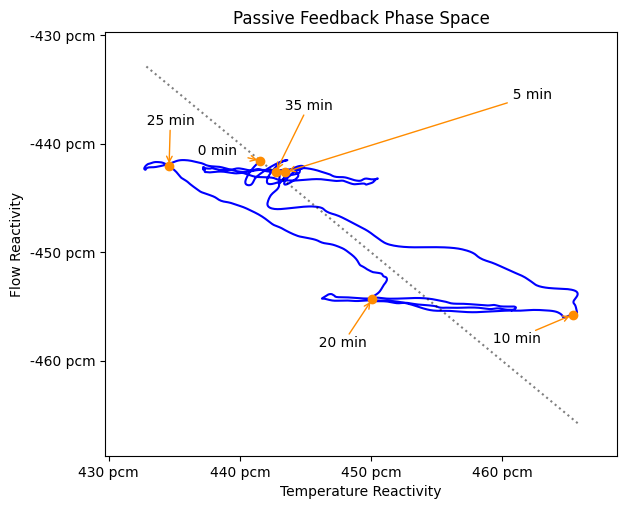 Passive Feedback Phase Space
-430 pcm
-440 pcm
-450 pcm
-460 pcm
Flow Reactivity
5 min
35 min
25 min
0 min
10 min
20 min
430 pcm
440 pcm
450 pcm
460 pcm
Temperature Reactivity